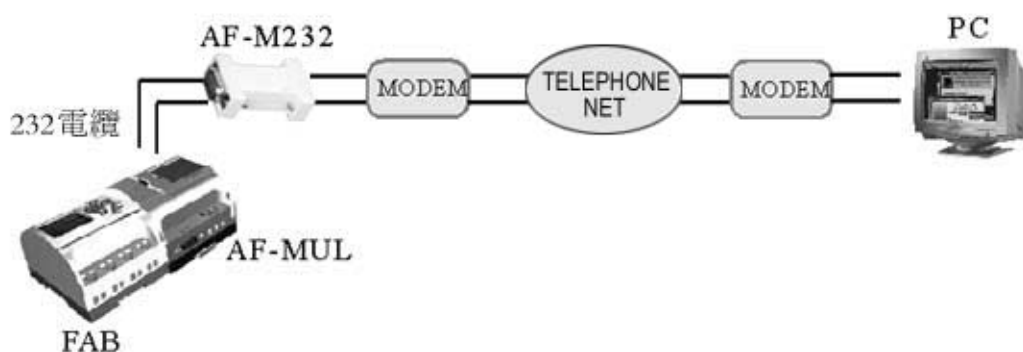 AF-M232
PC
MODEM
TELEPHONE
NET
MODEM
232電纜
AF-MUL
FAB